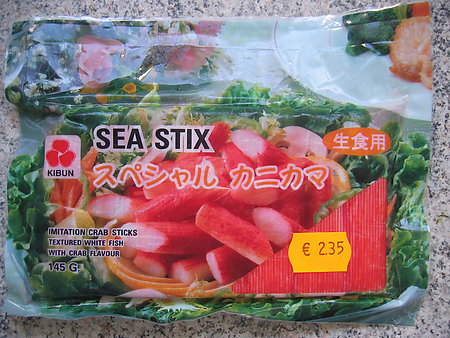 SEA STIX
生食用
KIBUN
スペシャル カニカマ
IMITATION CRAB STICKS
TEXTURED WHITE FISH
WITH CRAB FLAVOUR
145 G.
€ 2.35